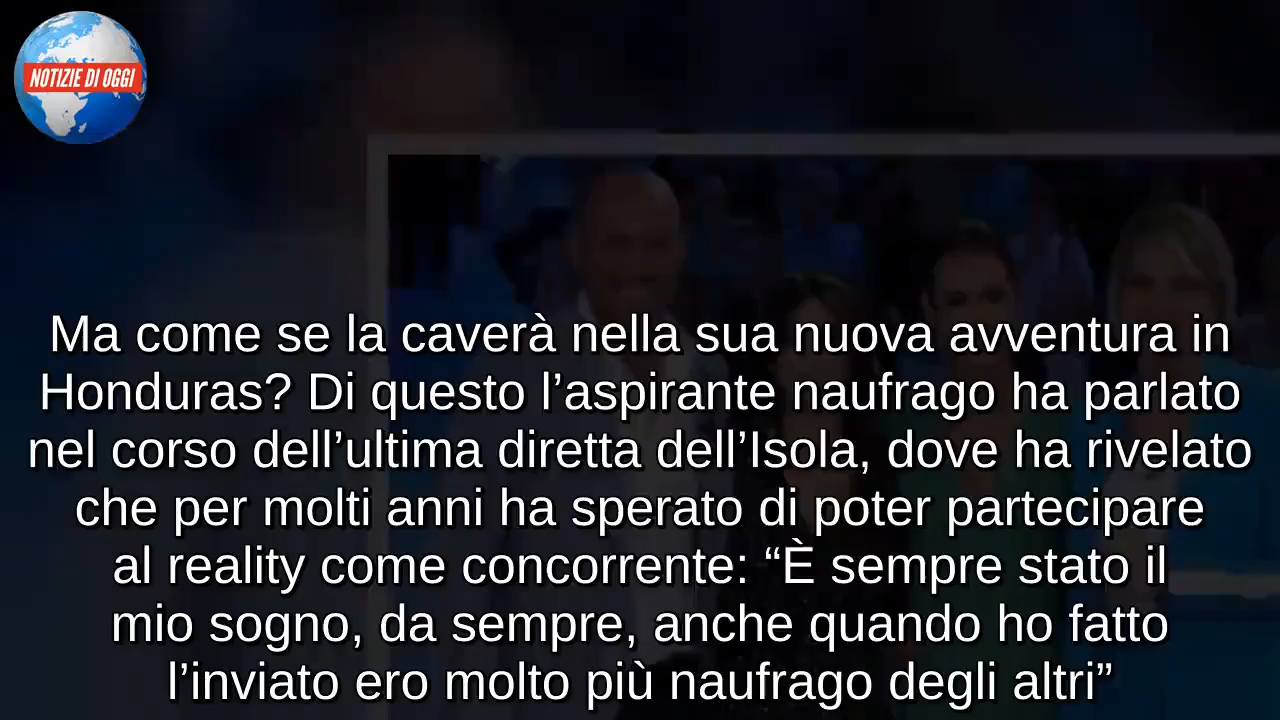 NOTIZIE DI OGGI
Ma come se la caverà nella sua nuova avventura in
Honduras? Di questo l’aspirante naufrago ha parlato
nel corso dell’ultima diretta dell’Isola, dove ha rivelato
che per molti anni ha sperato di poter partecipare
al reality come concorrente: “È sempre stato il
mio sogno, da sempre, anche quando ho fatto
l’inviato ero molto più naufrago degli altri”